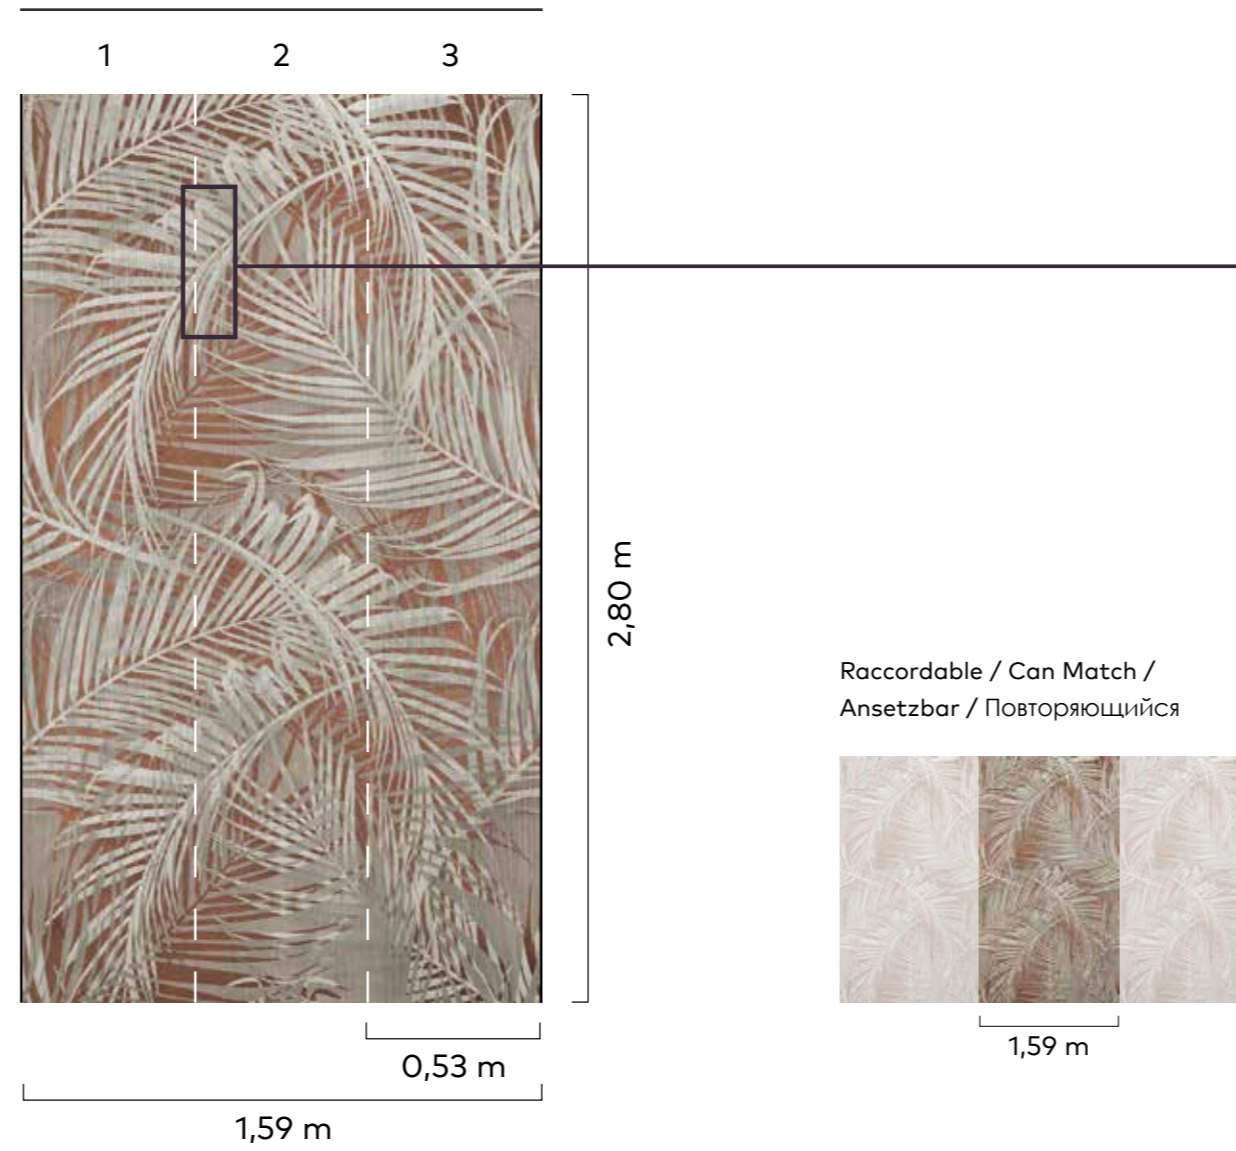 1 2 3
2,80 m
Raccordable / Can Match /
Ansetzbar / Повторяющийся
1,59 m
0,53 m
1,59 m